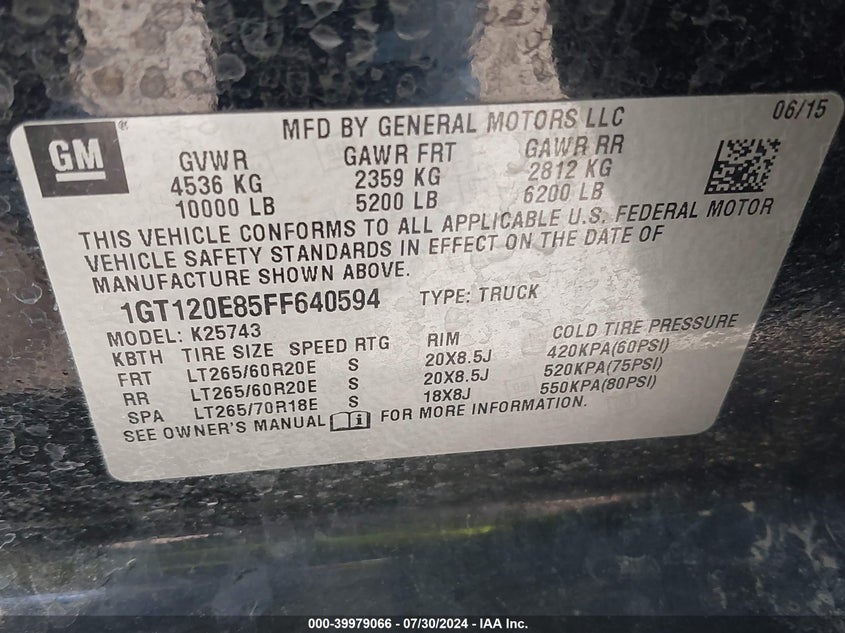 GM
MFD BY GENERAL MOTORS LLC 06/15
GVWR GAWR FRT GAWR RR
4536 KG 2359 KG 2812 KG
10000 LB 5200 LB 6200 LB
THIS VEHICLE CONFORMS TO ALL APPLICABLE U.S. FEDERAL MOTOR
VEHICLE SAFETY STANDARDS IN EFFECT ON THE DATE OF
MANUFACTURE SHOWN ABOVE.
1GT120E85FF640594 TYPE: TRUCK
MODEL: K25743
KBTH TIRE SIZE SPEED RTG RIM COLD TIRE PRESSURE
FRT LT265/60R20E S 20X8.5J 420KPA(60PSI)
RR LT265/60R20E S 20X8.5J 520KPA(75PSI)
SPA LT265/70R18E S 18X8J 550KPA(80PSI)
SEE OWNER'S MANUAL FOR MORE INFORMATION.
000-39979066 - 07/30/2024 - IAA Inc.